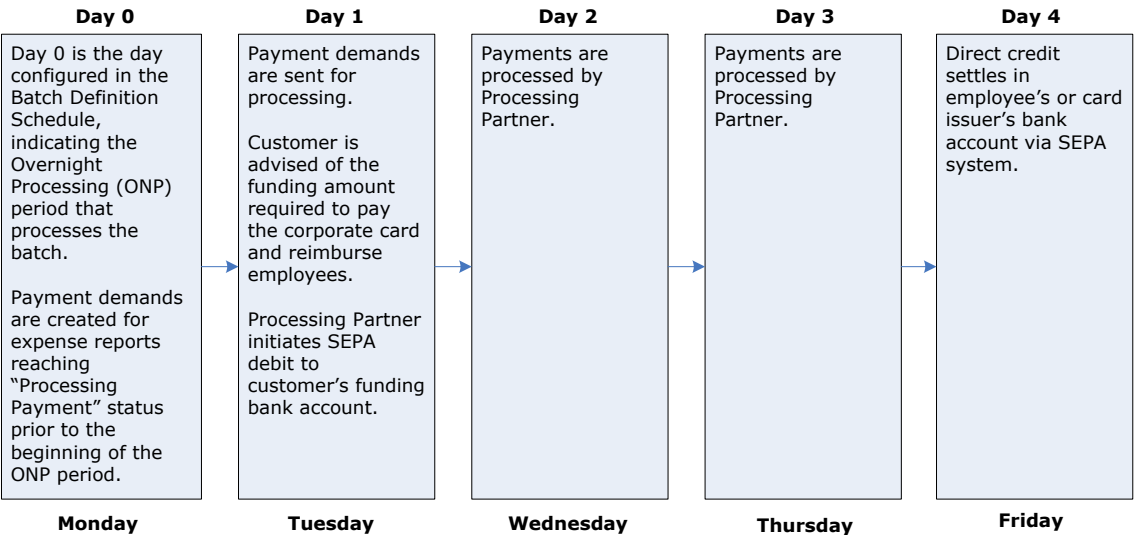 Day 0
Day 0 is the day
configured in the
Batch Definition
Schedule,
indicating the
Overnight
Processing (ONP)
period that
processes the
batch.
Payment demands
are created for
expense reports
reaching
“Processing
Payment” status
prior to the
beginning of the
ONP period.
Monday
Day 1
Payment demands
are sent for
processing.
Customer is
advised of the
funding amount
required to pay
the corporate card
and reimburse
employees.
Processing Partner
initiates SEPA
debit to
customer’s funding
bank account.
Tuesday
Day 2
Payments are
processed by
Processing
Partner.
Wednesday
Day 3
Payments are
processed by
Processing
Partner.
Thursday
Day 4
Direct credit
settles in
employee’s or card
issuer’s bank
account via SEPA
system.
Friday